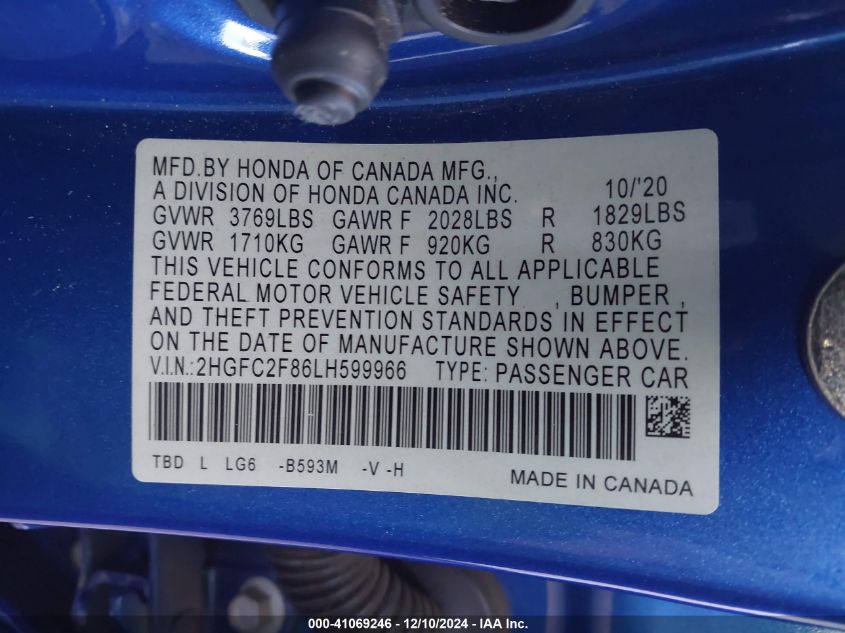 MFD.BY HONDA OF CANADA MFG.,
A DIVISION OF HONDA CANADA INC. 10/'20
GVWR 3769LBS GAWR F 2028LBS R 1829LBS
GVWR 1710KG GAWR F 920KG R 830KG
THIS VEHICLE CONFORMS TO ALL APPLICABLE
FEDERAL MOTOR VEHICLE SAFETY , BUMPER ,
AND THEFT PREVENTION STANDARDS IN EFFECT
ON THE DATE OF MANUFACTURE SHOWN ABOVE.
V.I.N.:2HGFC2F86LH599966 TYPE: PASSENGER CAR
TBD L LG6 -B593M -V -H
MADE IN CANADA
000-41069246 - 12/10/2024 - IAA Inc.